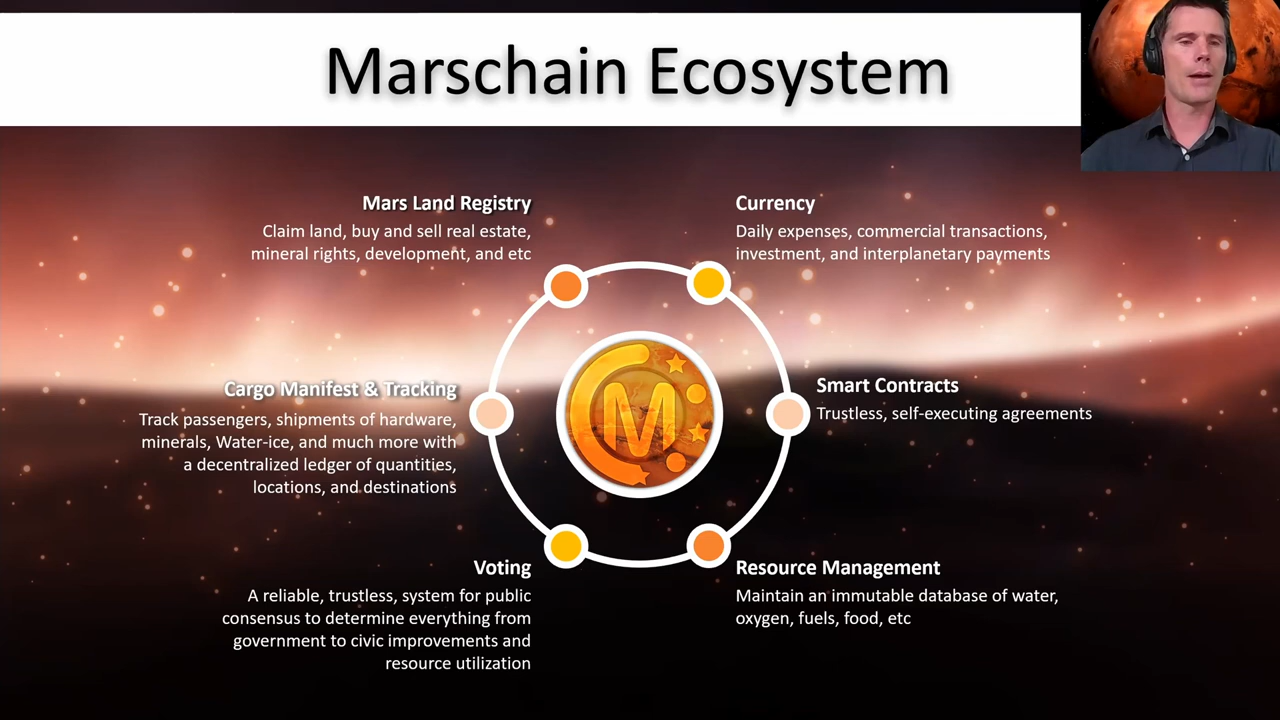 Marschain Ecosystem
Mars Land Registry
Claim land, buy and sell real estate,
mineral rights, development, and etc
Currency
Daily expenses, commercial transactions,
investment, and interplanetary payments
Cargo Manifest & Tracking
Track passengers, shipments of hardware,
minerals, Water-ice, and much more with
a decentralized ledger of quantities,
locations, and destinations
M
Smart Contracts
Trustless, self-executing agreements
Voting
A reliable, trustless, system for public
consensus to determine everything from
government to civic improvements and
resource utilization
Resource Management
Maintain an immutable database of water,
oxygen, fuels, food, etc